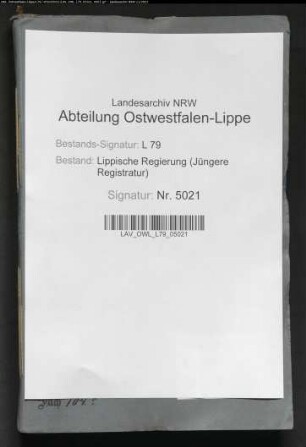 Landesarchiv NRW
Abteilung Ostwestfalen-Lippe
Bestands-Signatur: L 79
Bestand: Lippische Regierung (Jüngere
Registratur)
Signatur: Nr. 5021
LAV_OWL_L79_05021